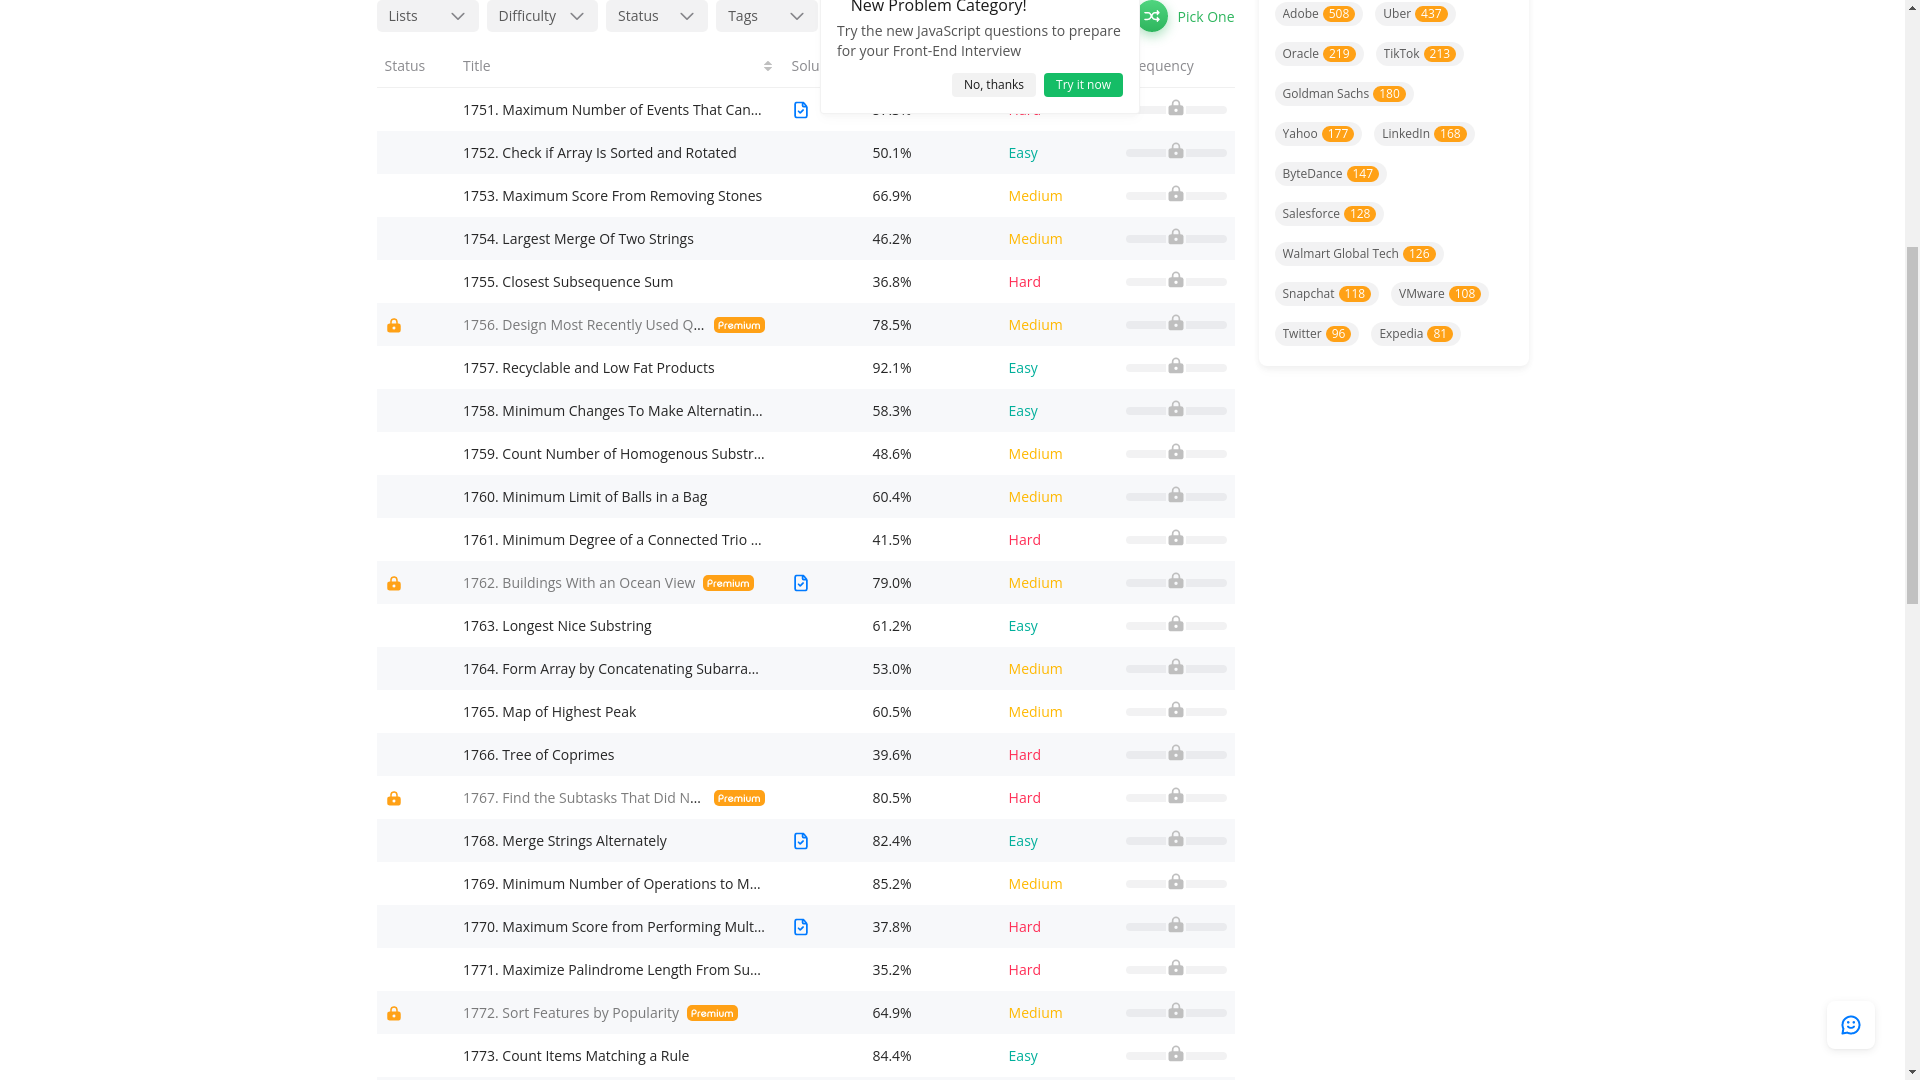 Lists Difficulty Status Tags
New Problem Category!
Try the new JavaScript questions to prepare
for your Front-End Interview
No, thanks Try it now
Pick One
Status Title Solu equency
1751. Maximum Number of Events That Can...
1752. Check if Array Is Sorted and Rotated 50.1% Easy
1753. Maximum Score From Removing Stones 66.9% Medium
1754. Largest Merge Of Two Strings 46.2% Medium
1755. Closest Subsequence Sum 36.8% Hard
1756. Design Most Recently Used Q... Premium 78.5% Medium
1757. Recyclable and Low Fat Products 92.1% Easy
1758. Minimum Changes To Make Alternatin... 58.3% Easy
1759. Count Number of Homogenous Substr... 48.6% Medium
1760. Minimum Limit of Balls in a Bag 60.4% Medium
1761. Minimum Degree of a Connected Trio ... 41.5% Hard
1762. Buildings With an Ocean View Premium 79.0% Medium
1763. Longest Nice Substring 61.2% Easy
1764. Form Array by Concatenating Subarra... 53.0% Medium
1765. Map of Highest Peak 60.5% Medium
1766. Tree of Coprimes 39.6% Hard
1767. Find the Subtasks That Did N... Premium 80.5% Hard
1768. Merge Strings Alternately 82.4% Easy
1769. Minimum Number of Operations to M... 85.2% Medium
1770. Maximum Score from Performing Mult... 37.8% Hard
1771. Maximize Palindrome Length From Su... 35.2% Hard
1772. Sort Features by Popularity Premium 64.9% Medium
1773. Count Items Matching a Rule 84.4% Easy
Adobe 508 Uber 437
Oracle 219 TikTok 213
Goldman Sachs 180
Yahoo 177 LinkedIn 168
ByteDance 147
Salesforce 128
Walmart Global Tech 126
Snapchat 118 VMware 108
Twitter 96 Expedia 81